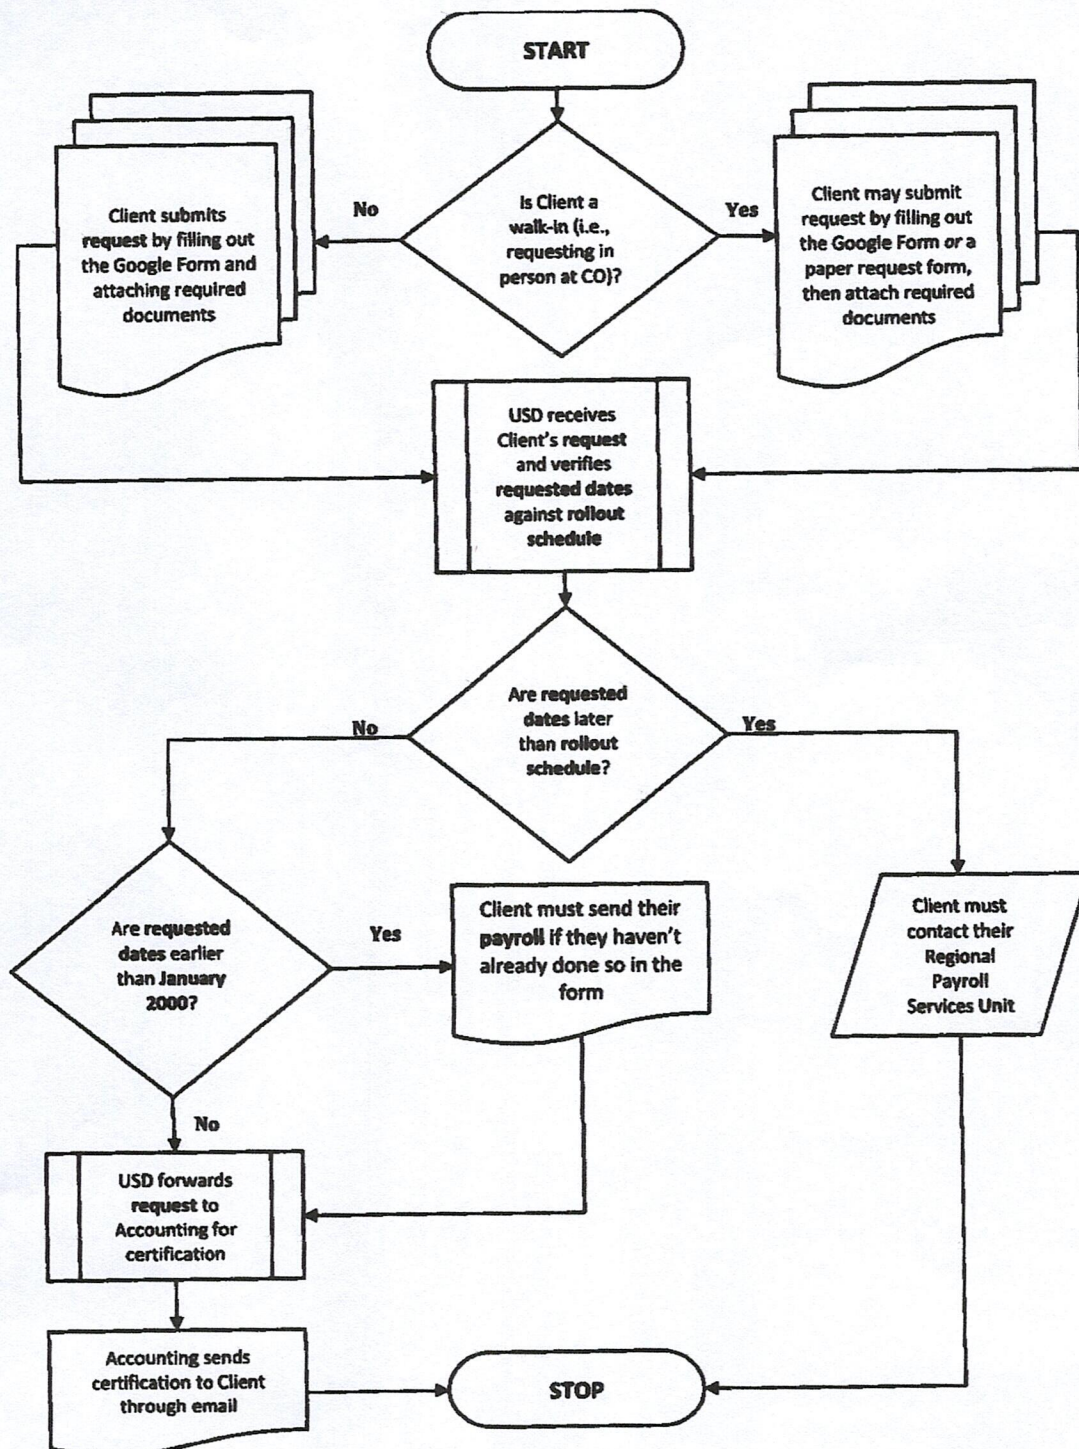 START
Is Client a
walk-in (i.e.,
requesting in
person at CO)?
No
Yes
Client submits
request by filling out
the Google Form and
attaching required
documents
Client may submit
request by filling out
the Google Form or a
paper request form,
then attach required
documents
USD receives
Client's request
and verifies
requested dates
against rollout
schedule
Are requested
dates later
than rollout
schedule?
No
Yes
Are requested
dates earlier
than January
2000?
Yes
Client must send their
payroll if they haven't
already done so in the
form
Client must
contact their
Regional
Payroll
Services Unit
No
USD forwards
request to
Accounting for
certification
Accounting sends
certification to Client
through email
STOP